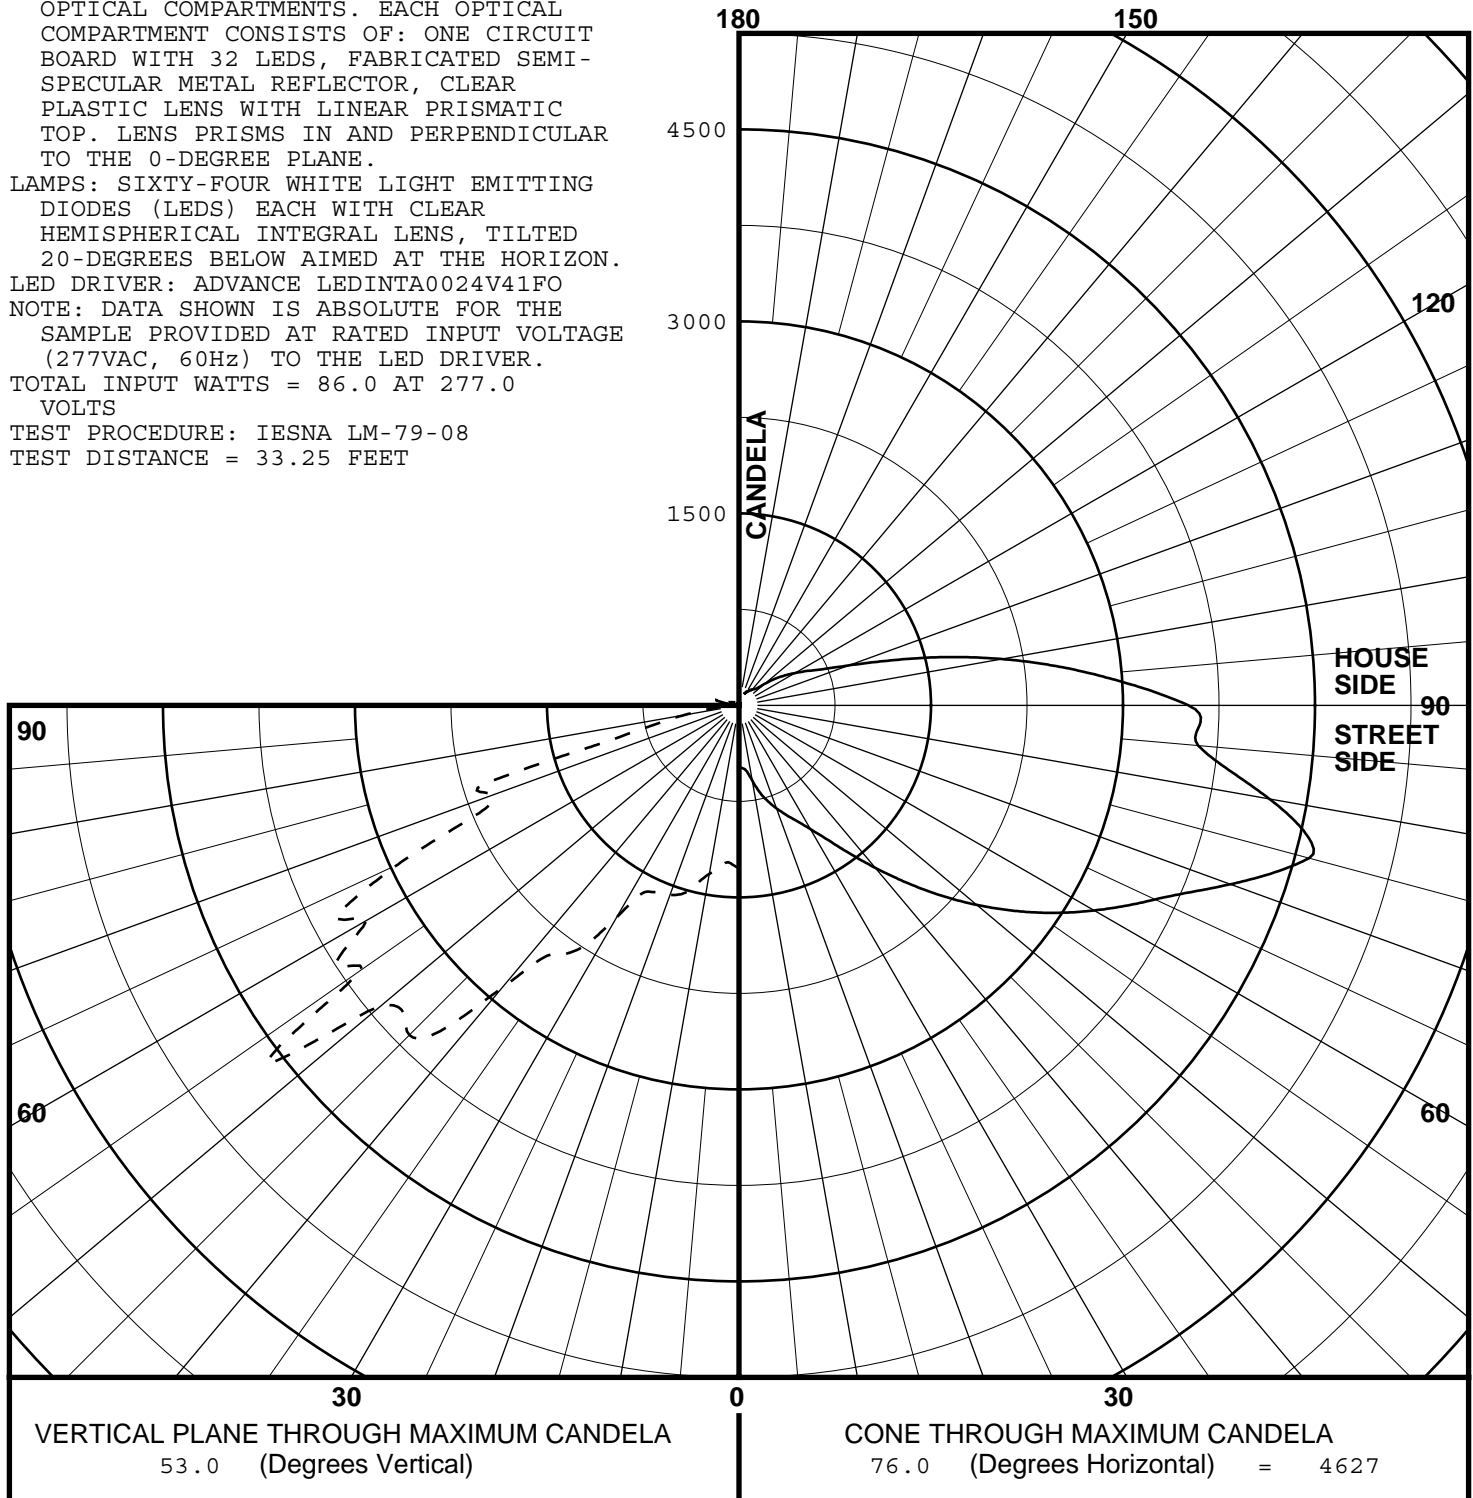 OPTICAL COMPARTMENTS. EACH OPTICAL
COMPARTMENT CONSISTS OF: ONE CIRCUIT
BOARD WITH 32 LEDS, FABRICATED SEMI-
SPECULAR METAL REFLECTOR, CLEAR
PLASTIC LENS WITH LINEAR PRISMATIC
TOP. LENS PRISMS IN AND PERPENDICULAR
TO THE 0-DEGREE PLANE.
LAMPS: SIXTY-FOUR WHITE LIGHT EMITTING
DIODES (LEDS) EACH WITH CLEAR
HEMISPHERICAL INTEGRAL LENS, TILTED
20-DEGREES BELOW AIMED AT THE HORIZON.
LED DRIVER: ADVANCE LEDINTA0024V41FO
NOTE: DATA SHOWN IS ABSOLUTE FOR THE
SAMPLE PROVIDED AT RATED INPUT VOLTAGE
(277VAC, 60Hz) TO THE LED DRIVER.
TOTAL INPUT WATTS = 86.0 AT 277.0
VOLTS
TEST PROCEDURE: IESNA LM-79-08
TEST DISTANCE = 33.25 FEET
180
150
4500
120
3000
CANDELA
1500
HOUSE
SIDE
90
90
STREET
SIDE
60
60
30
0
30
VERTICAL PLANE THROUGH MAXIMUM CANDELA
53.0 (Degrees Vertical)
CONE THROUGH MAXIMUM CANDELA
76.0 (Degrees Horizontal) = 4627